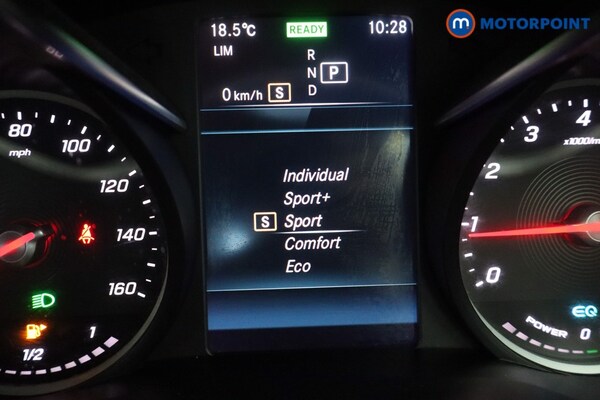 MOTORPOINT
18.5°C READY 10:28
LIM
R
N P
D
0 km/h S
Individual
Sport+
S Sport
Comfort
Eco
80
mph
100
120
140
160
1/2
1
4
3
x1000/m
2
1
0
EQ
POWER 0